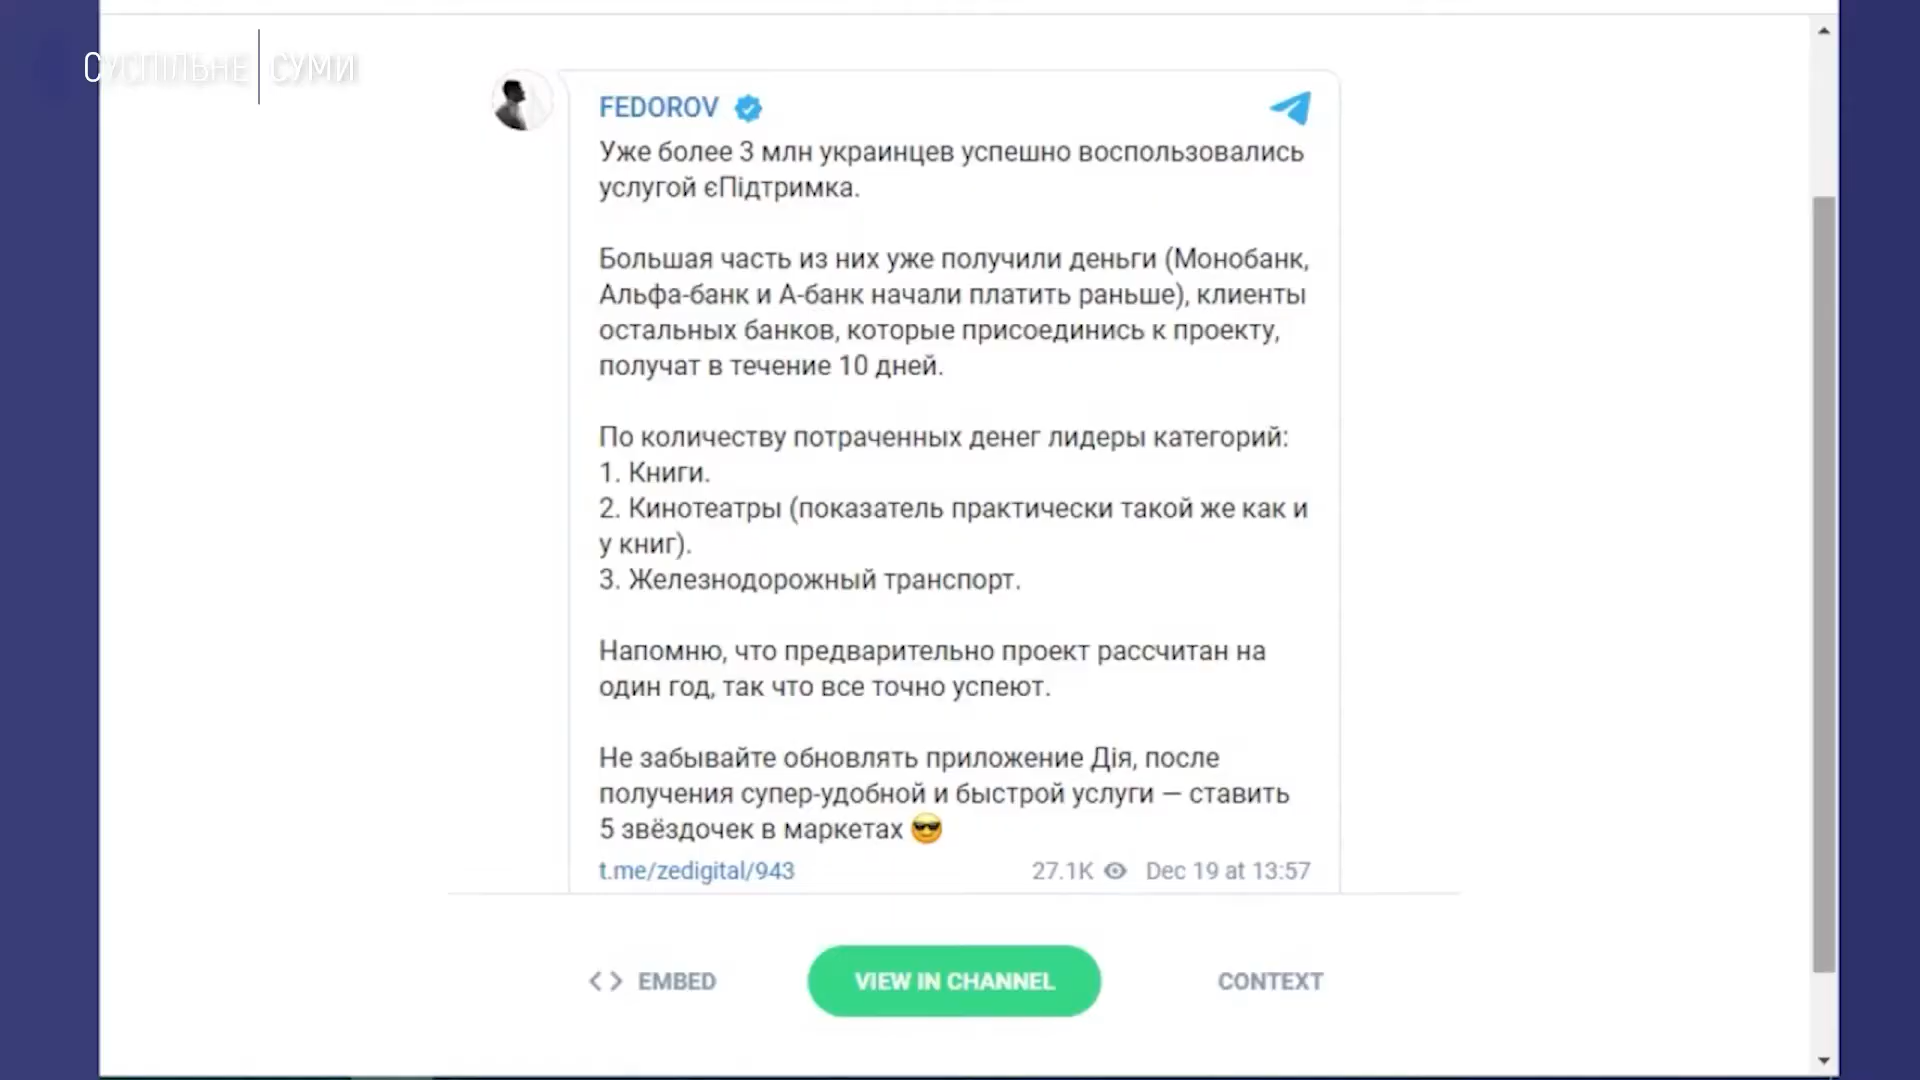 СУСПІЛЬНЕ СУМИ
FEDOROV
Уже более 3 млн украинцев успешно воспользовались
услугой єПідтримка.
Большая часть из них уже получили деньги (Монобанк,
Альфа-банк и А-банк начали платить раньше), клиенты
остальных банков, которые присоединись к проекту,
получат в течение 10 дней.
По количеству потраченных денег лидеры категорий:
1. Книги.
2. Кинотеатры (показатель практически такой же как и
у книг).
3. Железнодорожный транспорт.
Напомню, что предварительно проект рассчитан на
один год, так что все точно успеют.
Не забывайте обновлять приложение Дія, после
получения супер-удобной и быстрой услуги — ставить
5 звёздочек в маркетах 😎
t.me/zedigital/943 27.1K Dec 19 at 13:57
EMBED VIEW IN CHANNEL CONTEXT